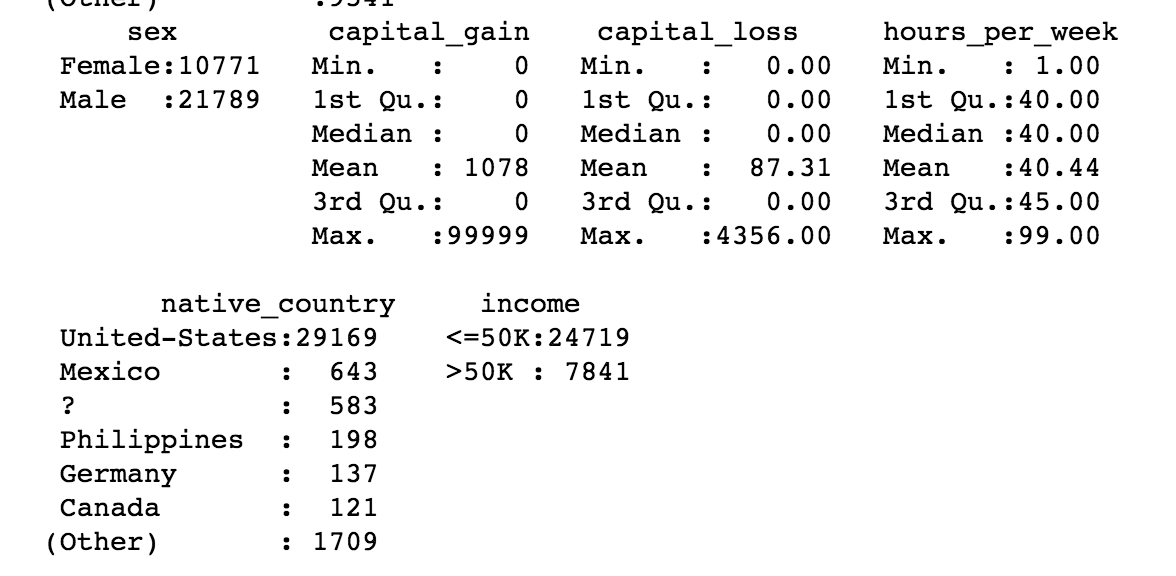 (Other) :9541
sex capital_gain capital_loss hours_per_week
Female:10771 Min. : 0 Min. : 0.00 Min. : 1.00
Male :21789 1st Qu.: 0 1st Qu.: 0.00 1st Qu.:40.00
Median : 0 Median : 0.00 Median :40.00
Mean : 1078 Mean : 87.31 Mean :40.44
3rd Qu.: 0 3rd Qu.: 0.00 3rd Qu.:45.00
Max. :99999 Max. :4356.00 Max. :99.00
native_country income
United-States:29169 <=50K:24719
Mexico : 643 >50K : 7841
? : 583
Philippines : 198
Germany : 137
Canada : 121
(Other) : 1709